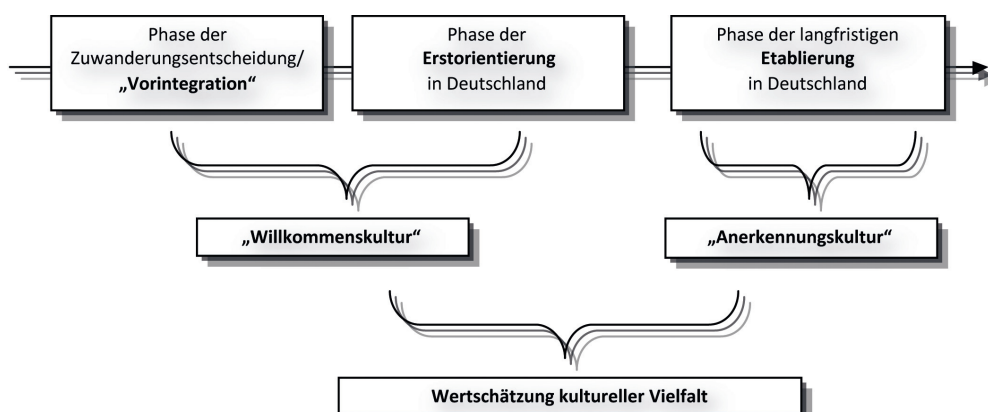 Phase der
Zuwanderungsentscheidung/
„Vorintegration“
Phase der
Erstorientierung
in Deutschland
Phase der langfristigen
Etablierung
in Deutschland
„Willkommenskultur“
„Anerkennungskultur“
Wertschätzung kultureller Vielfalt